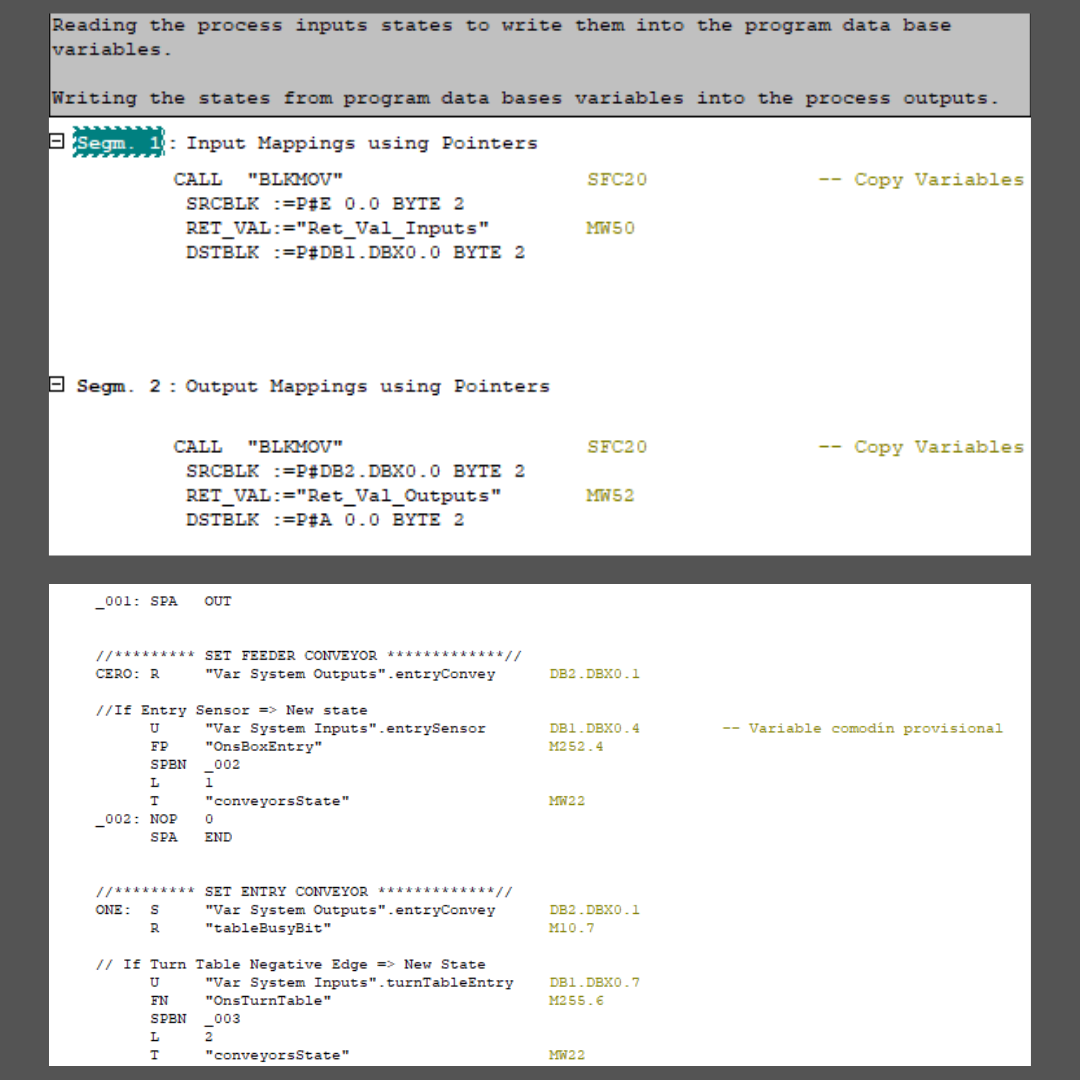 Reading the process inputs states to write them into the program data base
variables.
Writing the states from program data bases variables into the process outputs.
Segm. 1: Input Mappings using Pointers
CALL "BLKMOV" SFC20 -- Copy Variables
SRCBLK :=P#E 0.0 BYTE 2
RET_VAL:="Ret_Val_Inputs" MW50
DSTBLK :=P#DB1.DBX0.0 BYTE 2
Segm. 2 : Output Mappings using Pointers
CALL "BLKMOV" SFC20 -- Copy Variables
SRCBLK :=P#DB2.DBX0.0 BYTE 2
RET_VAL:="Ret_Val_Outputs" MW52
DSTBLK :=P#A 0.0 BYTE 2
_001: SPA OUT
//********* SET FEEDER CONVEYOR *************//
CERO: R "Var System Outputs".entryConvey DB2.DBX0.1
//If Entry Sensor => New state
U "Var System Inputs".entrySensor DB1.DBX0.4 -- Variable comodín provisional
FP "OnsBoxEntry" M252.4
SPBN _002
L 1
T "conveyorsState" MW22
_002: NOP 0
SPA END
//********* SET ENTRY CONVEYOR *************//
ONE: S "Var System Outputs".entryConvey DB2.DBX0.1
R "tableBusyBit" M10.7
// If Turn Table Negative Edge => New State
U "Var System Inputs".turnTableEntry DB1.DBX0.7
FN "OnsTurnTable" M255.6
SPBN _003
L 2
T "conveyorsState" MW22